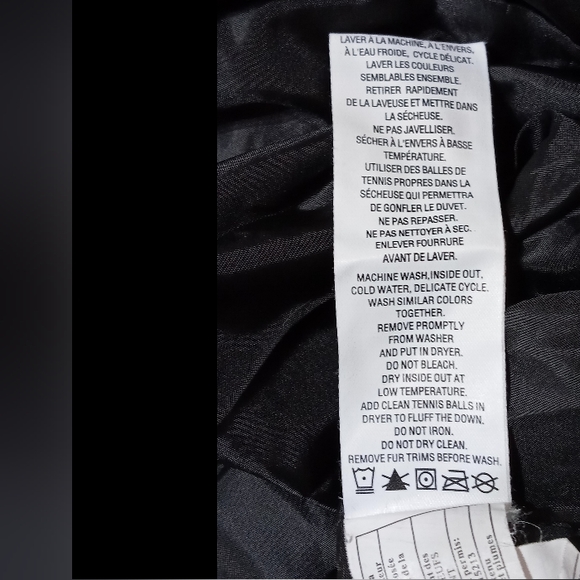 LAVER À LA MACHINE, À L'ENVERS,
À L'EAU FROIDE, CYCLE DÉLICAT.
LAVER LES COULEURS
SEMBLABLES ENSEMBLE.
RETIRER RAPIDEMENT
DE LA LAVEUSE ET METTRE DANS
LA SÉCHEUSE.
NE PAS JAVELLISER.
SÉCHER À L'ENVERS À BASSE
TEMPÉRATURE.
UTILISER DES BALLES DE
TENNIS PROPRES DANS LA
SÉCHEUSE QUI PERMETTRA
DE GONFLER LE DUVET.
NE PAS REPASSER.
NE PAS NETTOYER À SEC.
ENLEVER FOURRURE
AVANT DE LAVER.
MACHINE WASH,INSIDE OUT,
COLD WATER, DELICATE CYCLE.
WASH SIMILAR COLORS
TOGETHER.
REMOVE PROMPTLY
FROM WASHER
AND PUT IN DRYER.
DO NOT BLEACH.
DRY INSIDE OUT AT
LOW TEMPERATURE.
ADD CLEAN TENNIS BALLS IN
DRYER TO FLUFF THE DOWN.
DO NOT IRON.
DO NOT DRY CLEAN.
REMOVE FUR TRIMS BEFORE WASH.
de la
permis:
plumes